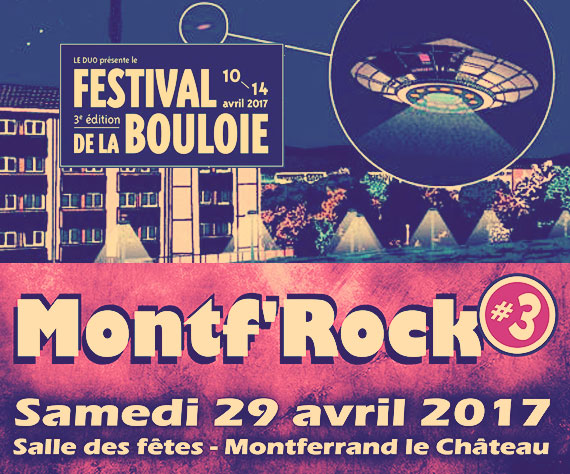 LE DUO présente le
FESTIVAL
3e édition
DE LA BOULOIE
10
14
avril 2017
Montf'Rock
#3
Samedi 29 avril 2017
Salle des fêtes - Montferrand le Château